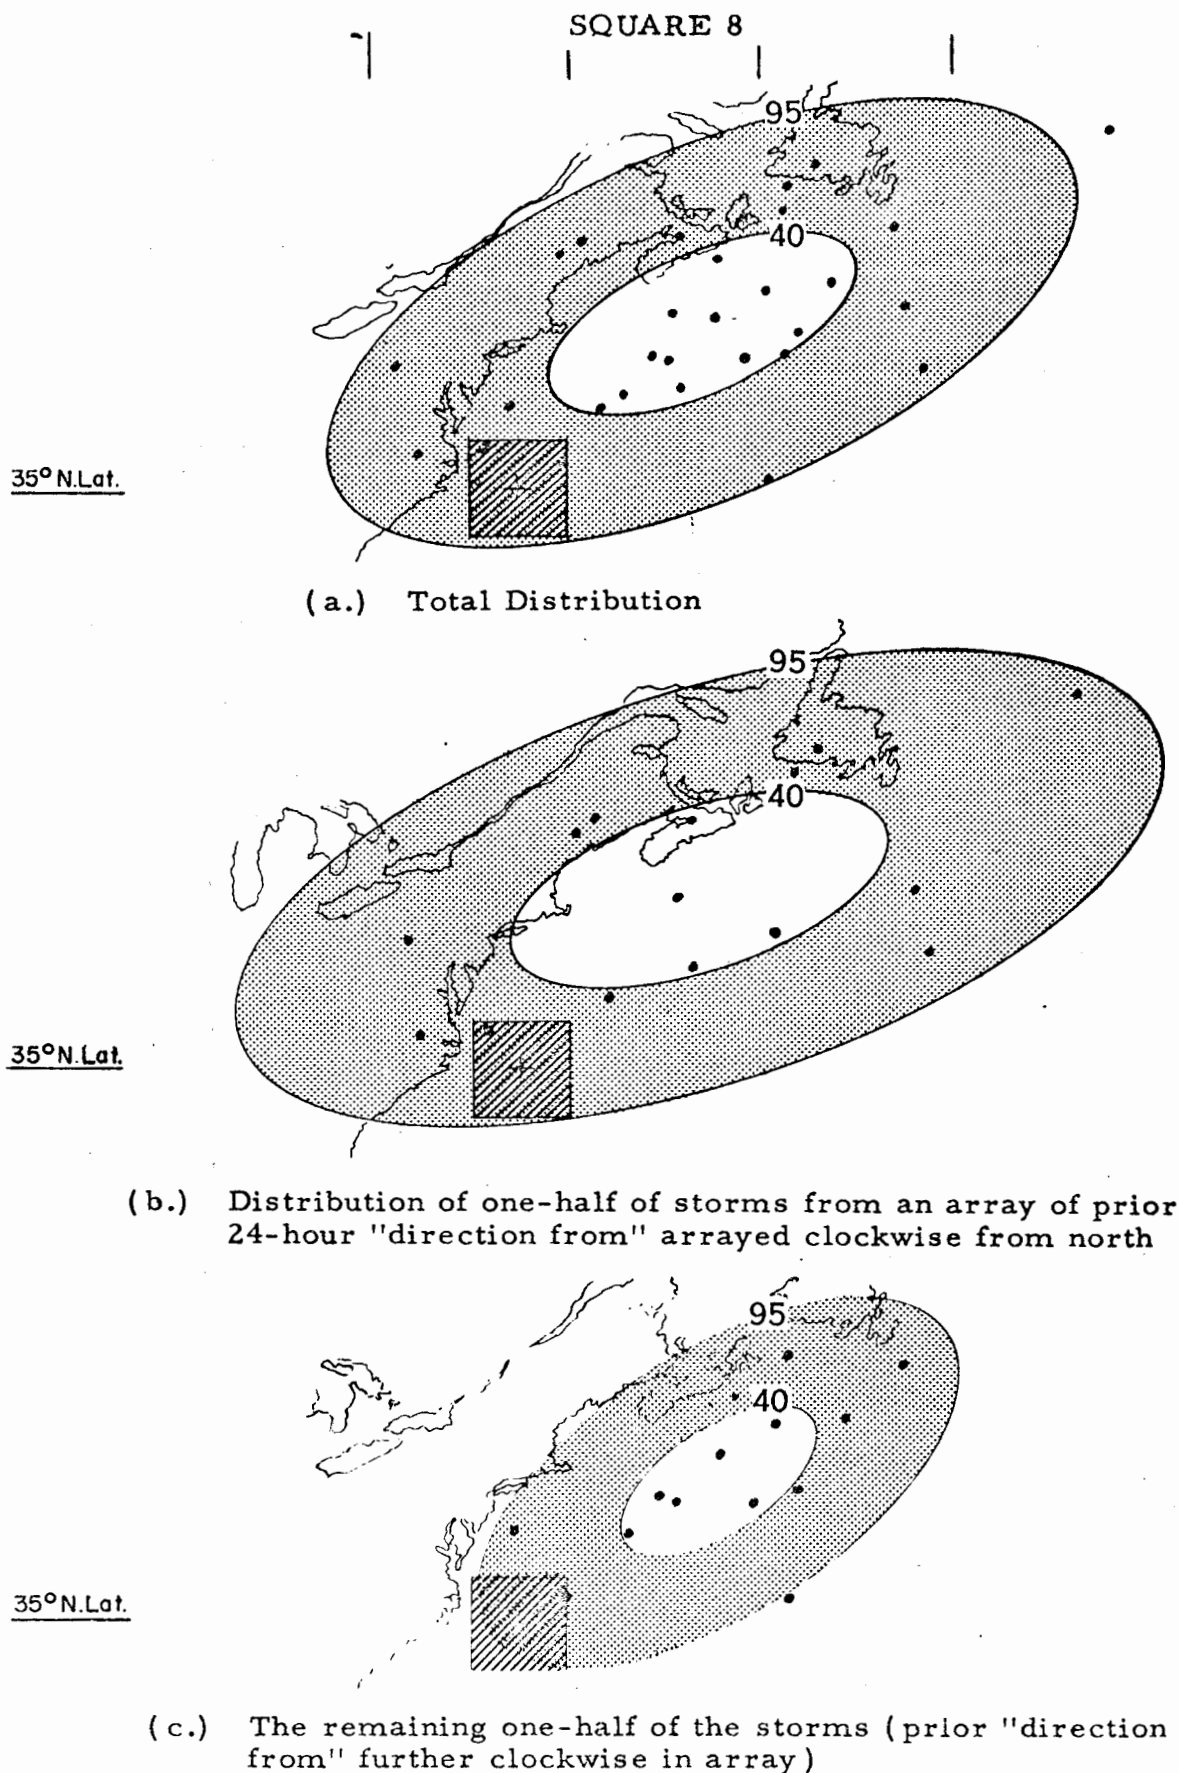 SQUARE 8
95
40
35° N.Lat.
(a.) Total Distribution
95
40
35° N.Lat.
(b.) Distribution of one-half of storms from an array of prior
24-hour "direction from" arrayed clockwise from north
95
40
35° N.Lat.
(c.) The remaining one-half of the storms (prior "direction
from" further clockwise in array)